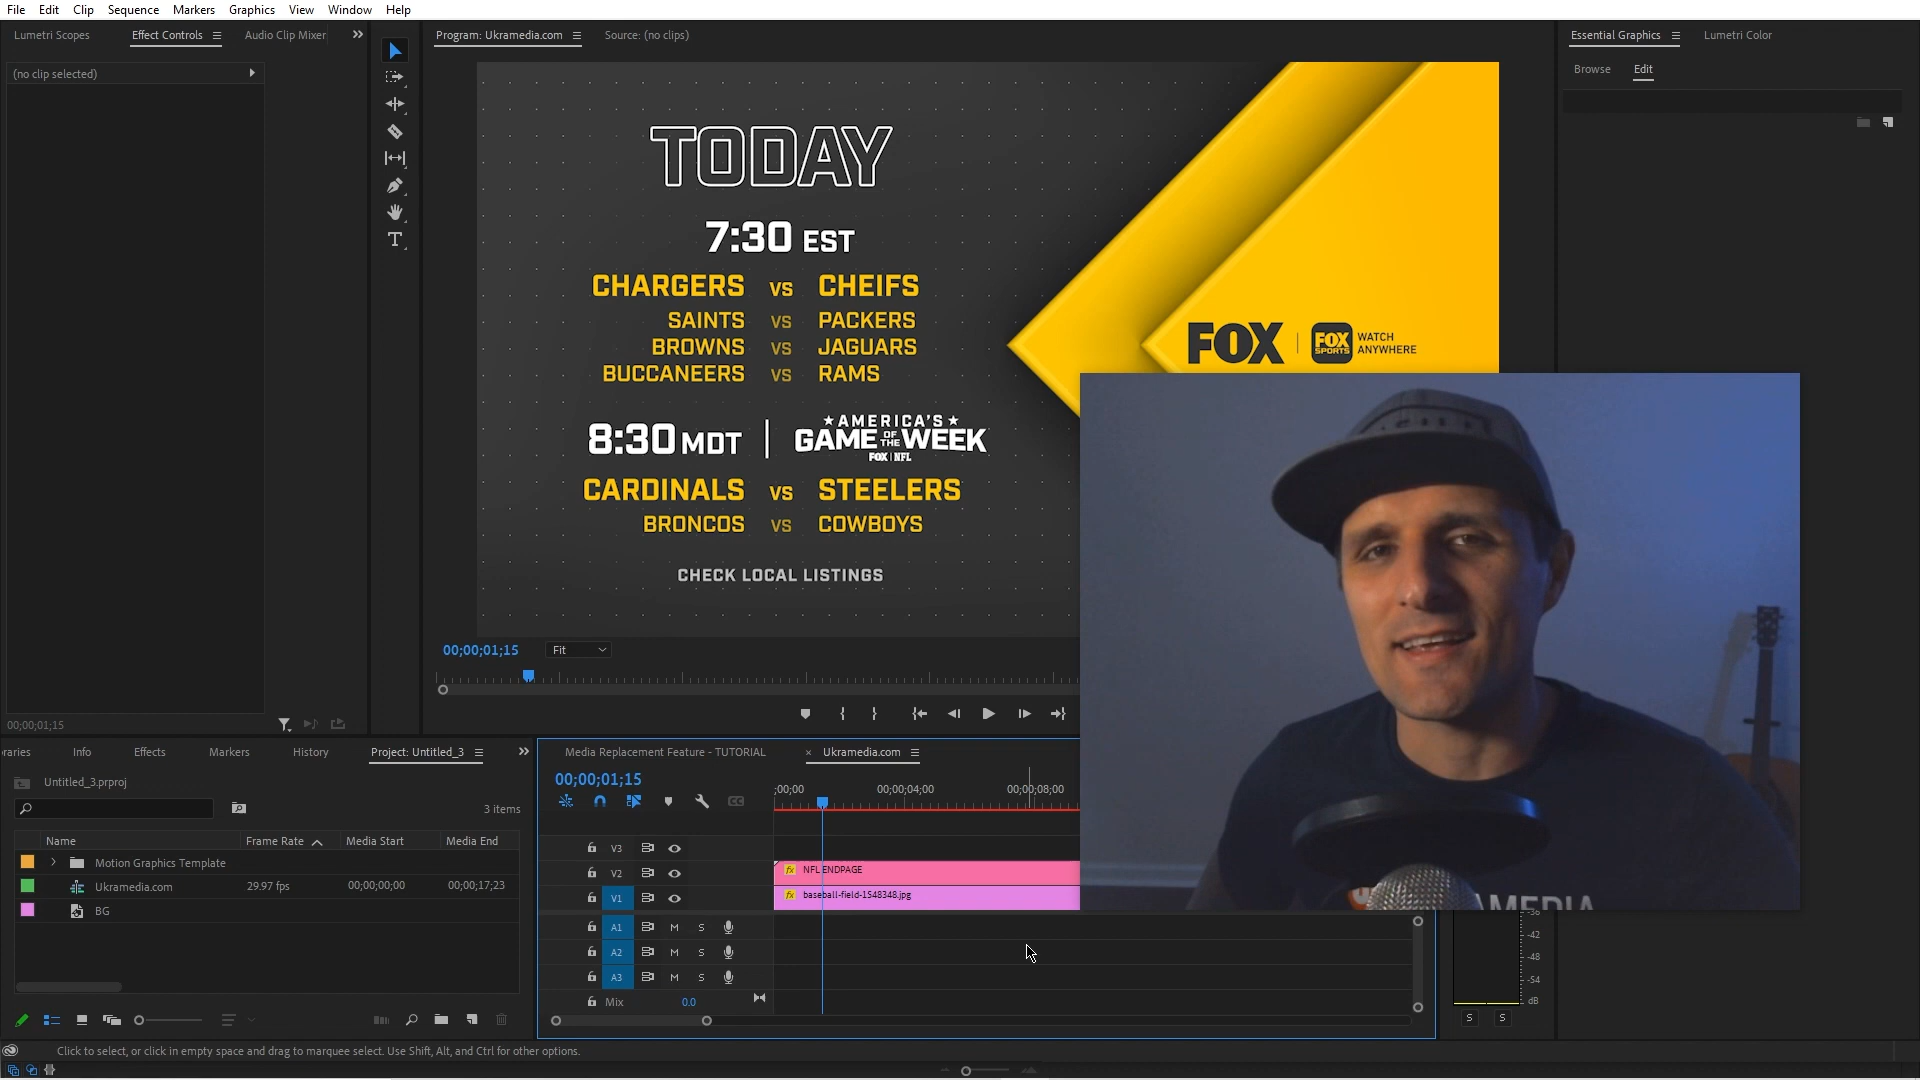 File Edit Clip Sequence Markers Graphics View Window Help
Lumetri Scopes Effect Controls Audio Clip Mixer
Program: Ukramedia.com Source: (no clips)
Essential Graphics Lumetri Color
(no clip selected)
Browse Edit
TODAY
7:30 EST
CHARGERS VS CHEIFS
SAINTS VS PACKERS
BROWNS VS JAGUARS
BUCCANEERS VS RAMS
8:30 MDT
AMERICA'S
GAME OF THE WEEK
FOX NFL
CARDINALS VS STEELERS
BRONCOS VS COWBOYS
CHECK LOCAL LISTINGS
FOX
FOX SPORTS
WATCH
ANYWHERE
00;00;01;15 Fit
00;00;01;15
raries Info Effects Markers History Project: Untitled_3
Untitled_3.prproj
3 items
Name Frame Rate Media Start Media End
Motion Graphics Template
Ukramedia.com 29.97 fps 00;00;00;00 00;00;17;23
BG
Media Replacement Feature - TUTORIAL × Ukramedia.com
00;00;01;15
;00;00 00;00;04;00 00;00;08;00
V3
V2 NFL ENDPAGE
V1 baseball-field-1548348.jpg
A1 M S
A2 M S
A3 M S
Mix 0.0
-36
-42
-48
-54
dB
S S
Click to select, or click in empty space and drag to marquee select. Use Shift, Alt, and Ctrl for other options.